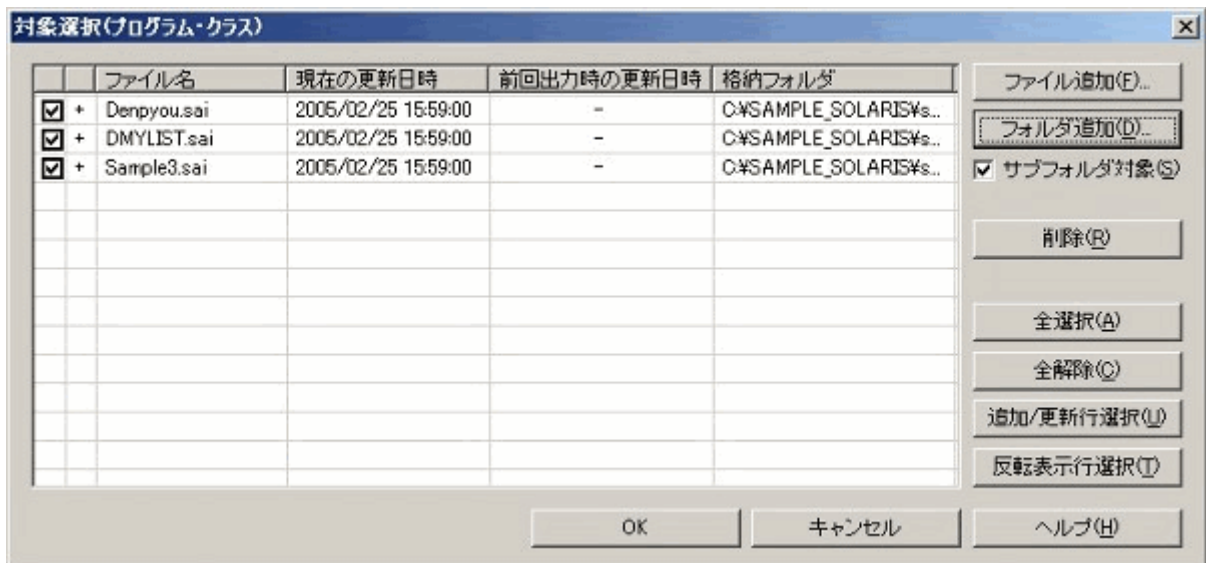 対象選択(プログラム・クラス)
ファイル名 現在の更新日時 前回出力時の更新日時 格納フォルダ
+ Denpyou.sai 2005/02/25 15:59:00 - C:¥SAMPLE_SOLARIS¥s...
+ DMYLIST.sai 2005/02/25 15:59:00 - C:¥SAMPLE_SOLARIS¥s...
+ Sample3.sai 2005/02/25 15:59:00 - C:¥SAMPLE_SOLARIS¥s...
ファイル追加(F)...
フォルダ追加(D)...
サブフォルダ対象(S)
削除(R)
全選択(A)
全解除(C)
追加/更新行選択(U)
反転表示行選択(T)
OK キャンセル ヘルプ(H)